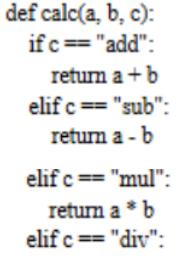 def calc(a, b, c):
if c == "add":
return a + b
elif c == "sub":
return a - b
elif c == "mul":
return a * b
elif c == "div":